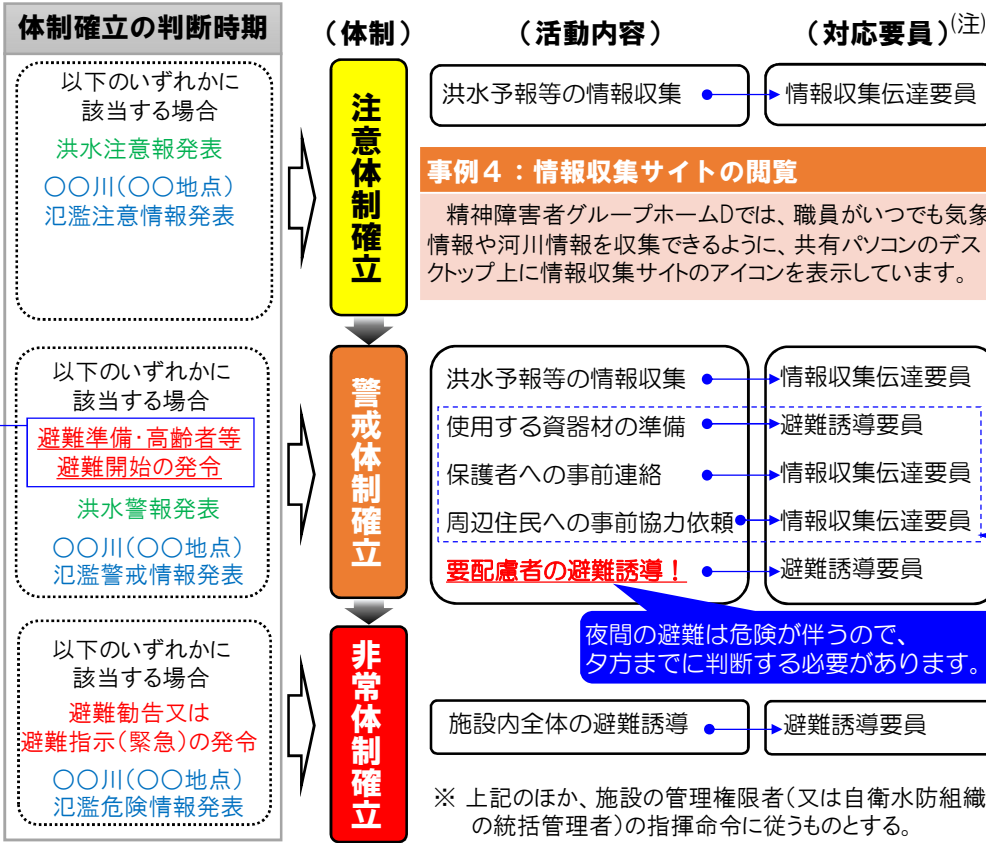 体制確立の判断時期
(体制)
(活動内容)
(対応要員)(注)
以下のいずれかに
該当する場合
洪水注意報発表
〇〇川(〇〇地点)
氾濫注意情報発表
注意体制確立
洪水予報等の情報収集
情報収集伝達要員
事例4:情報収集サイトの閲覧
精神障害者グループホームDでは、職員がいつでも気象
情報や河川情報を収集できるように、共有パソコンのデス
クトップ上に情報収集サイトのアイコンを表示しています。
以下のいずれかに
該当する場合
避難準備・高齢者等
避難開始の発令
洪水警報発表
〇〇川(〇〇地点)
氾濫警戒情報発表
警戒体制確立
洪水予報等の情報収集
情報収集伝達要員
使用する資器材の準備
避難誘導要員
保護者への事前連絡
情報収集伝達要員
周辺住民への事前協力依頼
情報収集伝達要員
要配慮者の避難誘導!
避難誘導要員
夜間の避難は危険が伴うので、
夕方までに判断する必要があります。
以下のいずれかに
該当する場合
避難勧告又は
避難指示(緊急)の発令
〇〇川(〇〇地点)
氾濫危険情報発表
非常体制確立
施設内全体の避難誘導
避難誘導要員
※ 上記のほか、施設の管理権限者(又は自衛水防組織
の統括管理者)の指揮命令に従うものとする。